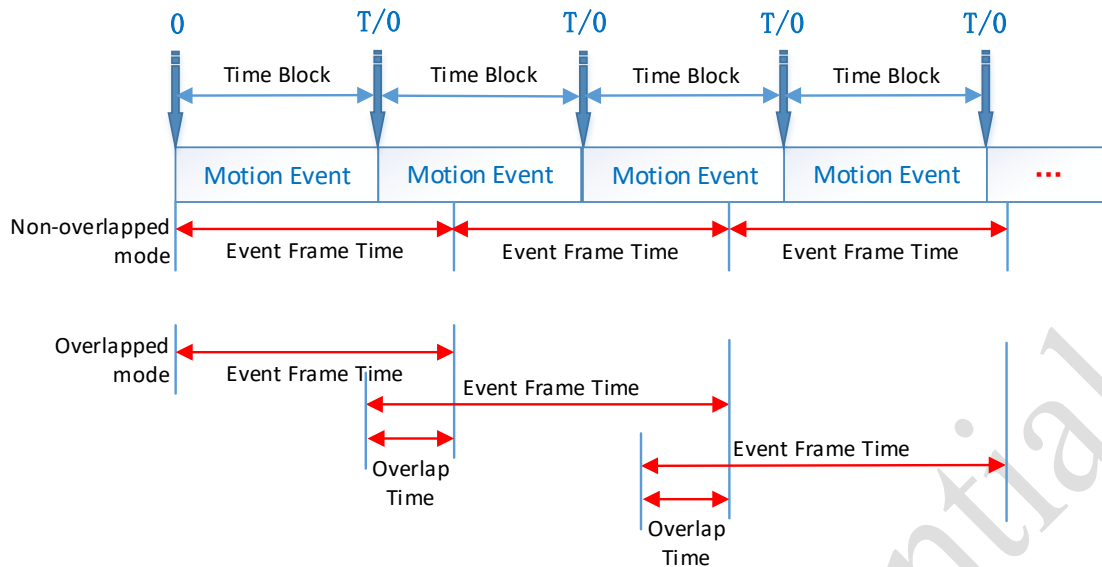 0 T/0 T/0 T/0 T/0
Time Block Time Block Time Block Time Block
Motion Event Motion Event Motion Event Motion Event ...
Non-overlapped
mode
Event Frame Time Event Frame Time Event Frame Time
Overlapped
mode
Event Frame Time
Event Frame Time
Overlap
Time
Event Frame Time
Overlap
Time
ntial